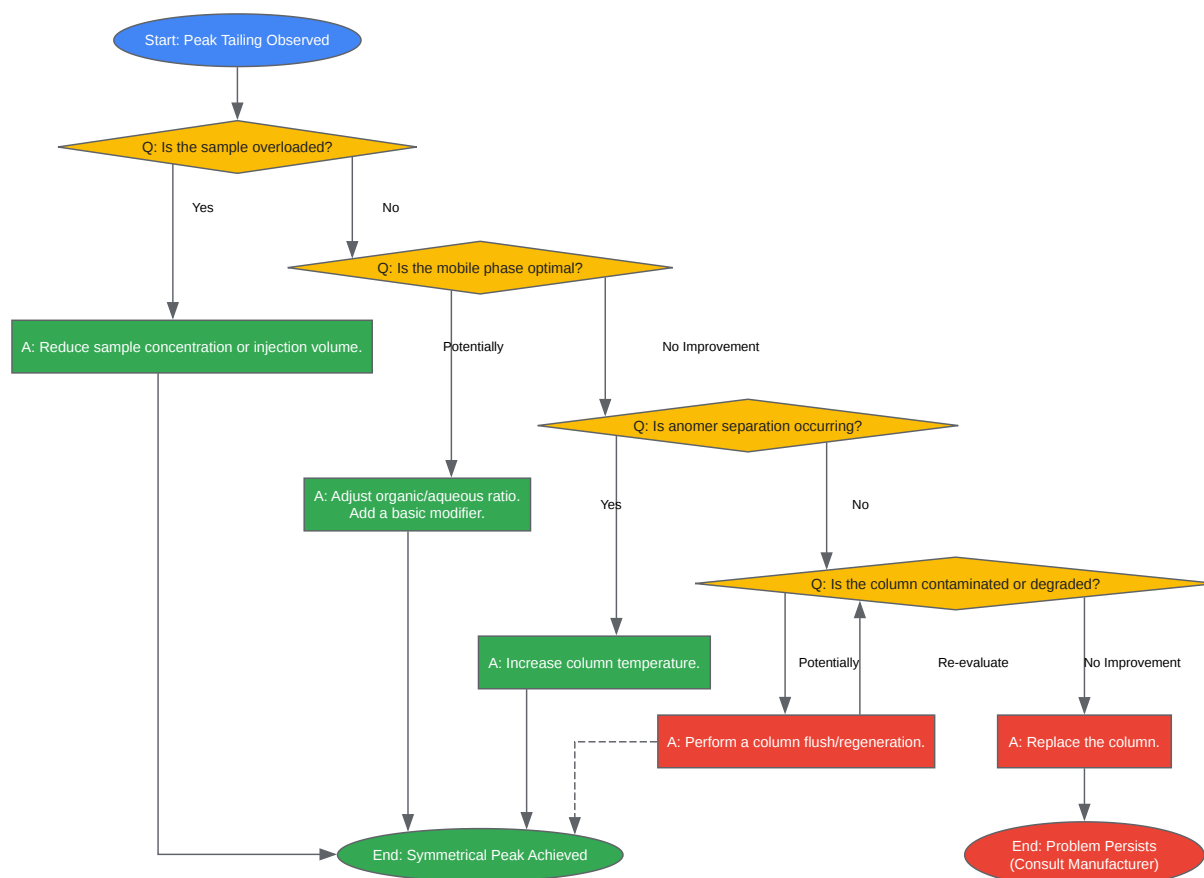 Start: Peak Tailing Observed
Q: Is the sample overloaded?
Yes
No
Q: Is the mobile phase optimal?
A: Reduce sample concentration or injection volume.
Potentially
No Improvement
Q: Is anomer separation occurring?
A: Adjust organic/aqueous ratio.
Add a basic modifier.
Yes
No
Q: Is the column contaminated or degraded?
A: Increase column temperature.
Potentially
Re-evaluate
No Improvement
A: Perform a column flush/regeneration.
A: Replace the column.
End: Symmetrical Peak Achieved
End: Problem Persists
(Consult Manufacturer)